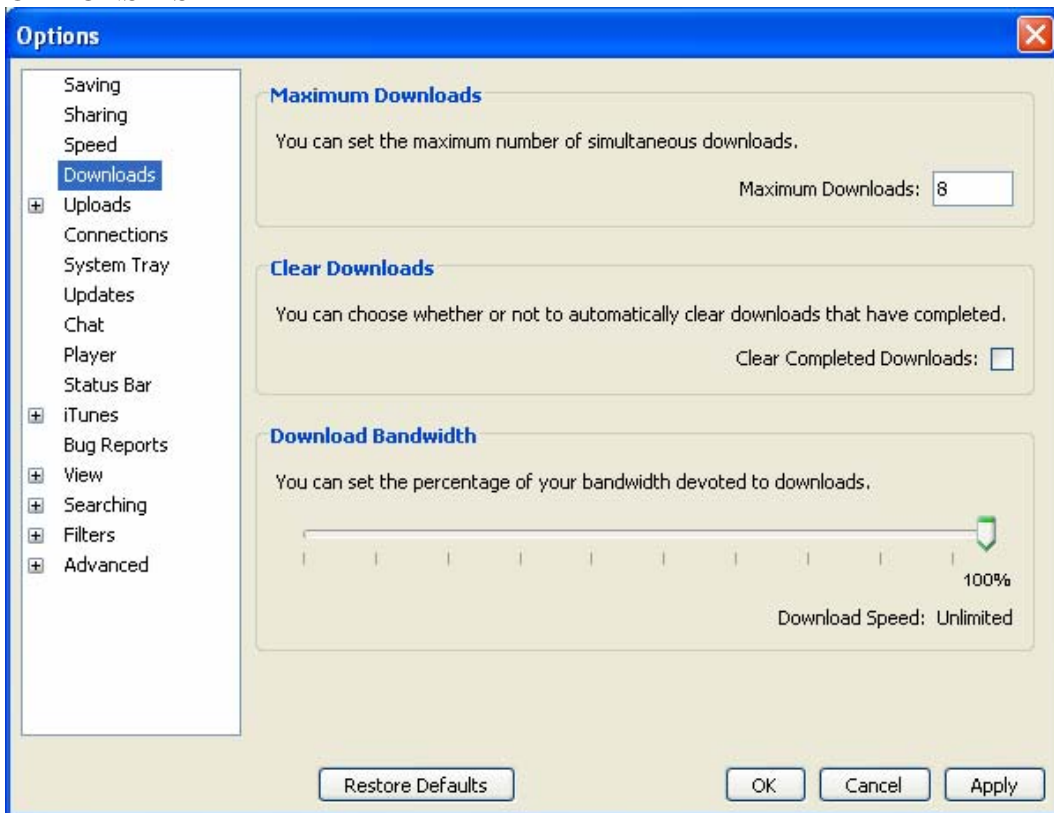 Options
Saving
Sharing
Speed
Downloads
Uploads
Connections
System Tray
Updates
Chat
Player
Status Bar
iTunes
Bug Reports
View
Searching
Filters
Advanced
Maximum Downloads
You can set the maximum number of simultaneous downloads.
Maximum Downloads: 8
Clear Downloads
You can choose whether or not to automatically clear downloads that have completed.
Clear Completed Downloads:
Download Bandwidth
You can set the percentage of your bandwidth devoted to downloads.
100%
Download Speed: Unlimited
Restore Defaults OK Cancel Apply